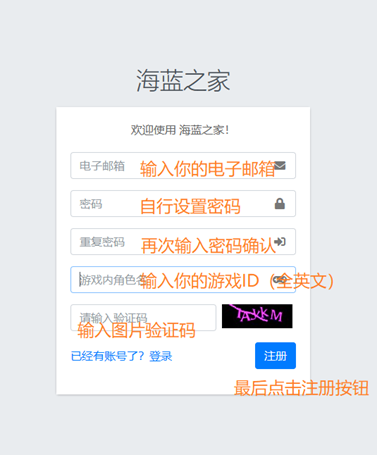 海蓝之家
欢迎使用 海蓝之家！
电子邮箱 输入你的电子邮箱
密码 自行设置密码
重复密码 再次输入密码确认
游戏内角色名 输入你的游戏ID（全英文）
请输入验证码
输入图片验证码
已经有账号了？登录 注册
最后点击注册按钮